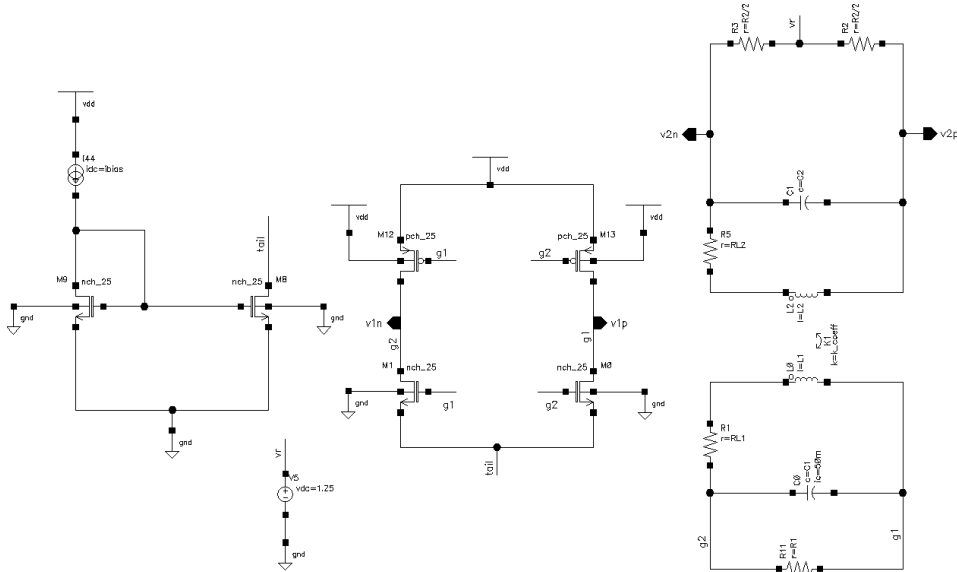 vdd
I44
idc=ibias
tail
M9
nch_25
nch_25
M8
gnd
gnd
gnd
vr
V5
vdc=1.25
gnd
vdd
vdd
vdd
M12
pch_25
g1
pch_25
M13
g2
v1n
g2
v1p
g1
M1
nch_25
g1
nch_25
M0
g2
gnd
gnd
tail
R3
r=R2/2
vr
R2
r=R2/2
v2n
v2p
C1
c=C2
R5
r=RL2
L2
l=L2
K1
k=k_coeff
L0
l=L1
R1
r=RL1
C0
c=C1
ic=50m
g2
g1
R11
r=R1